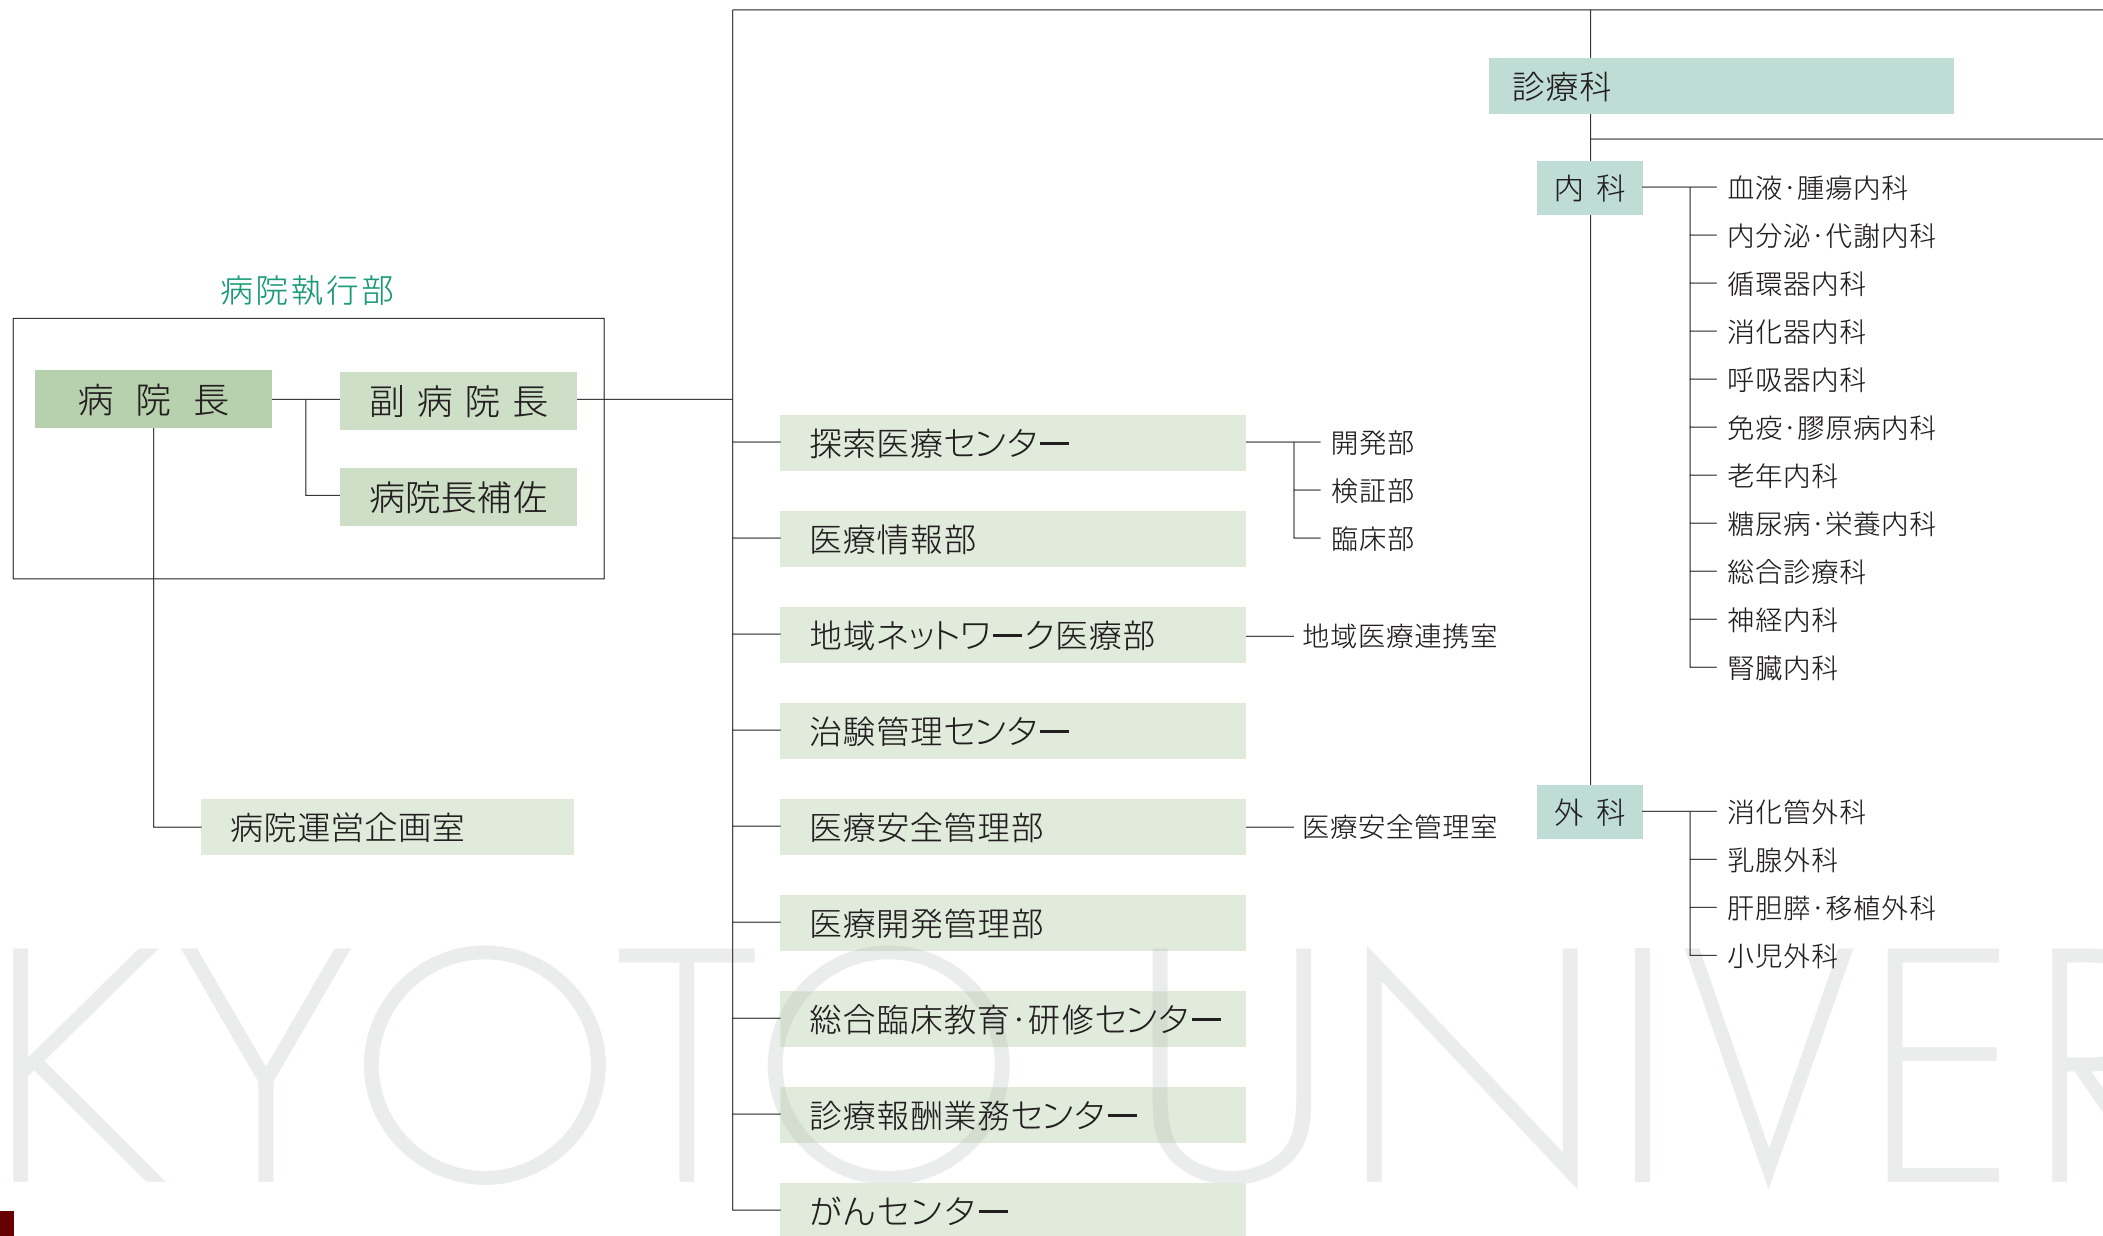 病院執行部
病院長
副病院長
病院長補佐
病院運営企画室
探索医療センター
開発部
検証部
臨床部
医療情報部
地域ネットワーク医療部
地域医療連携室
治験管理センター
医療安全管理部
医療安全管理室
医療開発管理部
総合臨床教育・研修センター
診療報酬業務センター
がんセンター
診療科
内科
血液・腫瘍内科
内分泌・代謝内科
循環器内科
消化器内科
呼吸器内科
免疫・膠原病内科
老年内科
糖尿病・栄養内科
総合診療科
神経内科
腎臓内科
外科
消化管外科
乳腺外科
肝胆膵・移植外科
小児外科
KYOTO UNIVER